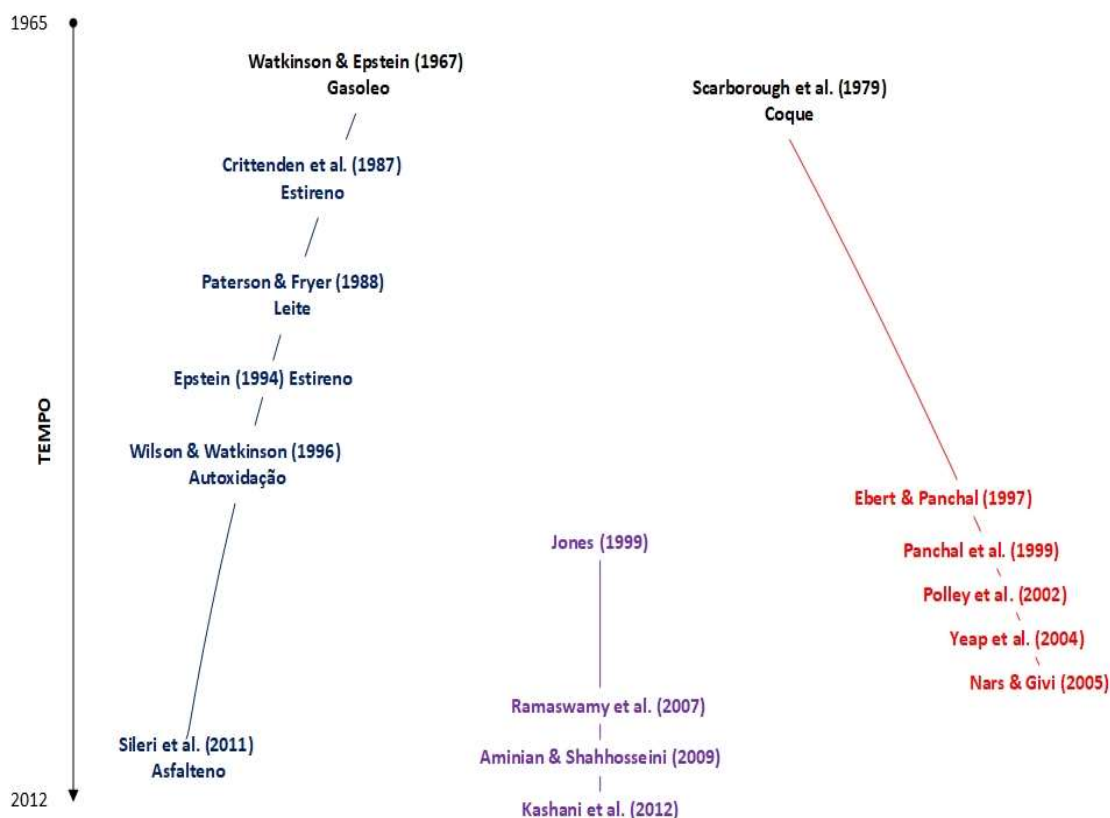 1965
Watkinson & Epstein (1967)
Gasoleo
Scarborough et al. (1979)
Coque
Crittenden et al. (1987)
Estireno
Paterson & Fryer (1988)
Leite
Epstein (1994) Estireno
TEMPO
Wilson & Watkinson (1996)
Autoxidação
Ebert & Panchal (1997)
Jones (1999)
Panchal et al. (1999)
Polley et al. (2002)
Yeap et al. (2004)
Nars & Givi (2005)
Ramaswamy et al. (2007)
Sileri et al. (2011)
Asfalteno
Aminian & Shahhosseini (2009)
2012
Kashani et al. (2012)